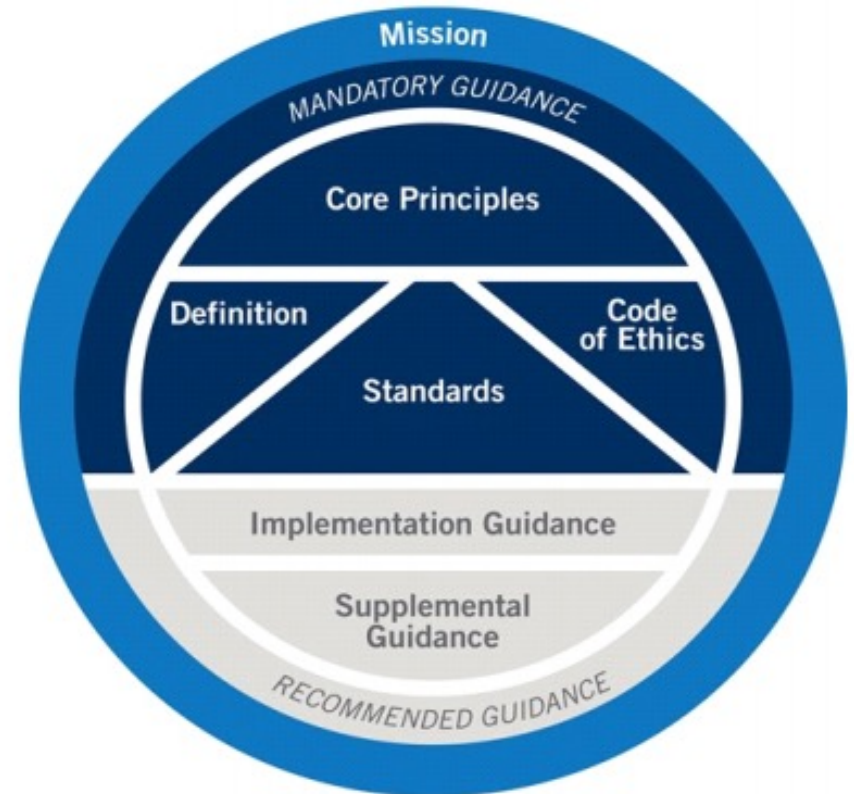 Mission
MANDATORY GUIDANCE
Core Principles
Definition
Code
of Ethics
Standards
Implementation Guidance
Supplemental
Guidance
RECOMMENDED GUIDANCE